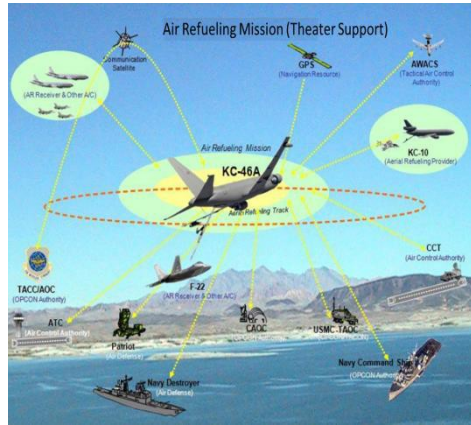 Air Refueling Mission (Theater Support)
Communication
Satellite
GPS
(Navigation Resource)
AWACS
(Tactical Air Control
Authority)
(AR Receiver & Other A/C)
Air Refueling Mission
KC-46A
KC-10
(Aerial Refueling Provider)
Aerial Refueling Track
CCT
(Air Control Authority)
TACC/AOC
(OPCON Authority)
F-22
(AR Receiver & Other A/C)
ATC
(Air Control Authority)
Patriot
(Air Defense)
CAOC
USMC TAOC
Navy Destroyer
(Air Defense)
Navy Command Ship
(OPCON Authority)